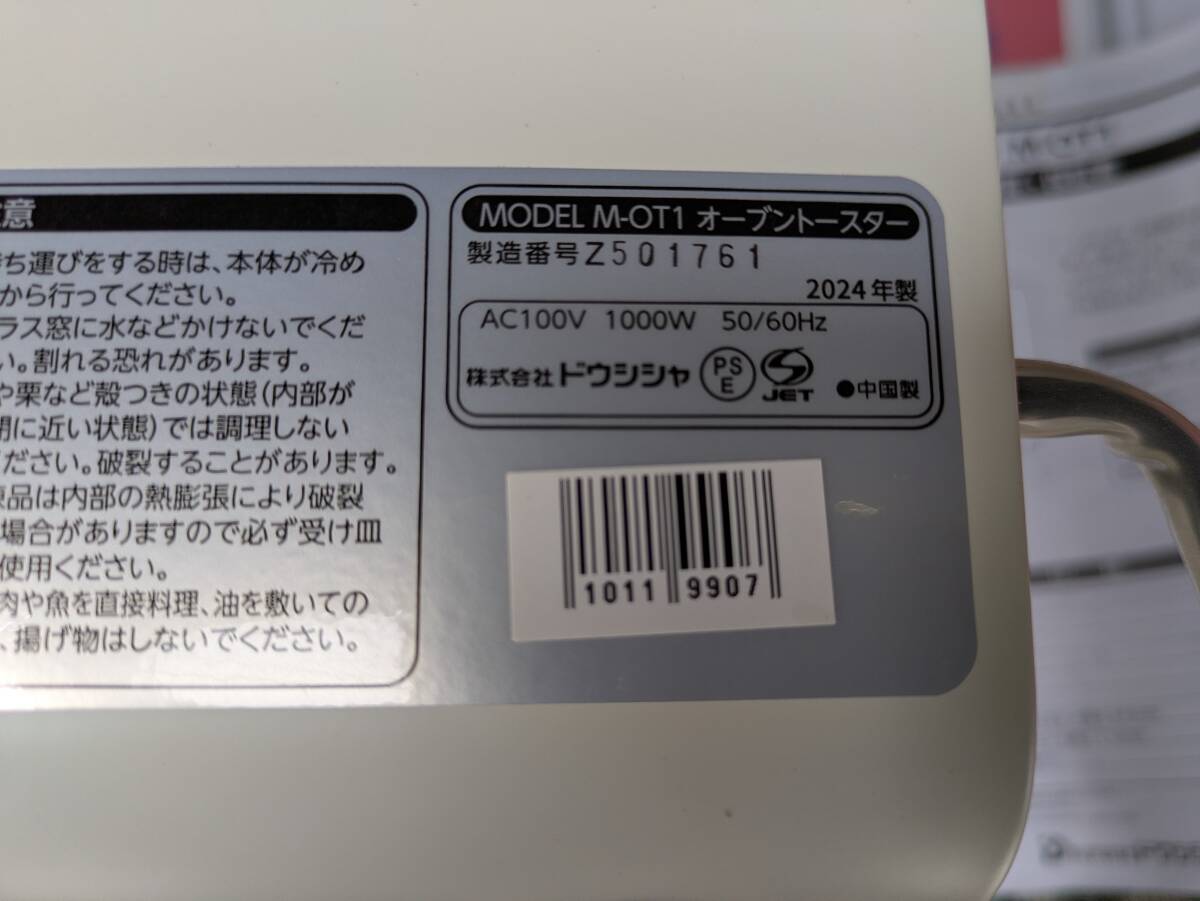 意
ち運びをする時は、本体が冷め
から行ってください。
ラス窓に水などかけないでくだ
い。割れる恐れがあります。
や栗など殻つきの状態(内部が
閉に近い状態)では調理しない
ださい。破裂することがあります。
品は内部の熱膨張により破裂
場合がありますので必ず受け皿
使用ください。
肉や魚を直接料理、油を敷いての
、揚げ物はしないでください。
MODEL M-OT1 オーブントースター
製造番号Z501761
2024年製
AC100V 1000W 50/60Hz
株式会社ドウシシャ PSE JET ●中国製
1011 9907
M-OT1